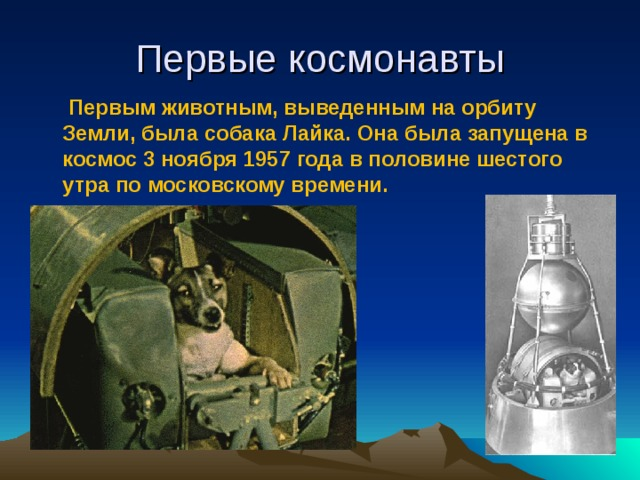 Первые космонавты
Первым животным, выведенным на орбиту
Земли, была собака Лайка. Она была запущена в
космос 3 ноября 1957 года в половине шестого
утра по московскому времени.